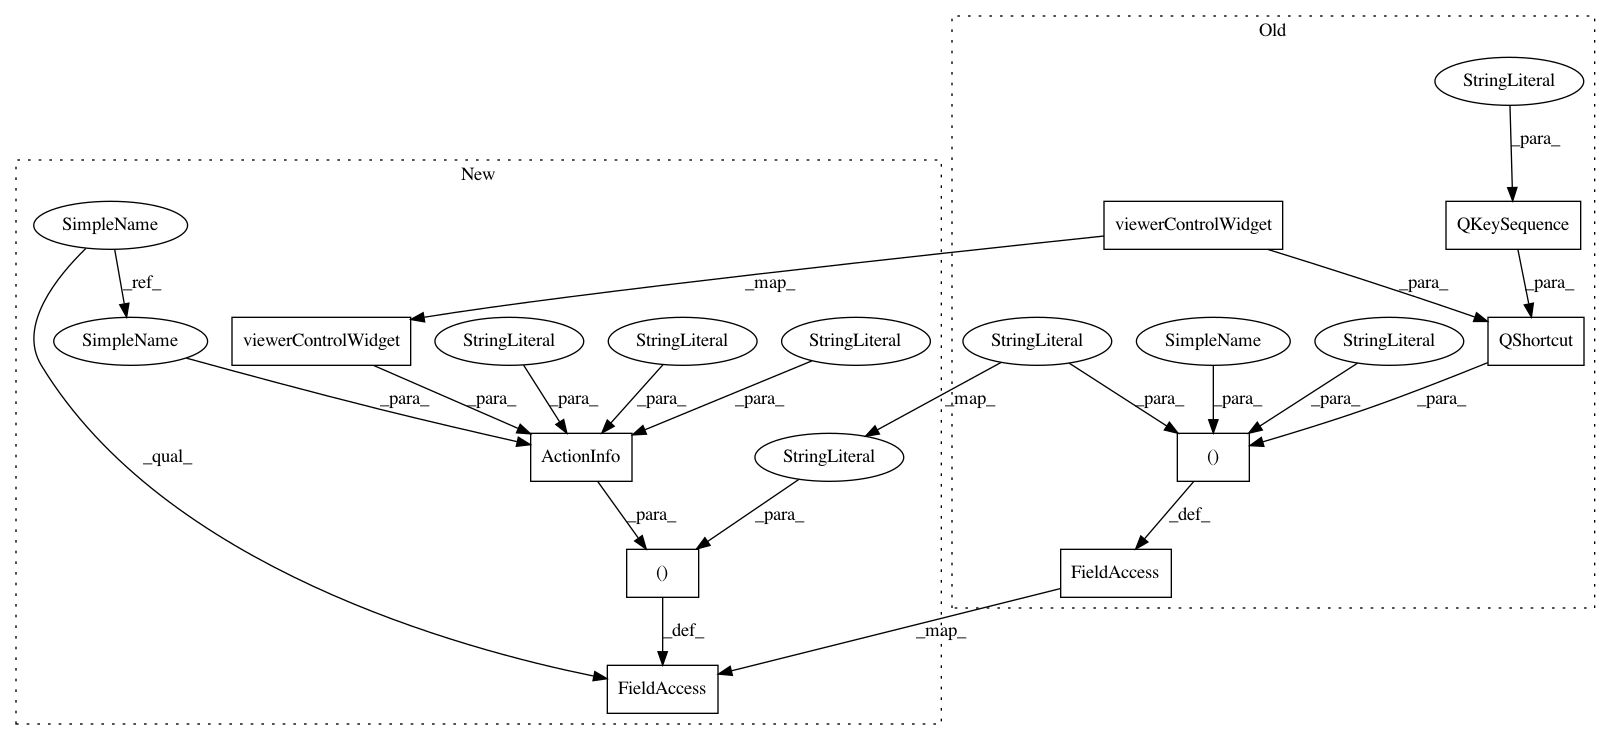 Old
StringLiteral
_para_
New
SimpleName
viewerControlWidget
QKeySequence
_ref_
_map_
_para_
_para_
SimpleName
viewerControlWidget
StringLiteral
StringLiteral
StringLiteral
StringLiteral
SimpleName
StringLiteral
QShortcut
_para_
_para_
_para_
_para_
_para_
_map_
_para_
_para_
_para_
_para_
_qual_
ActionInfo
StringLiteral
()
_para_
_para_
_def_
()
FieldAccess
_def_
_map_
FieldAccess